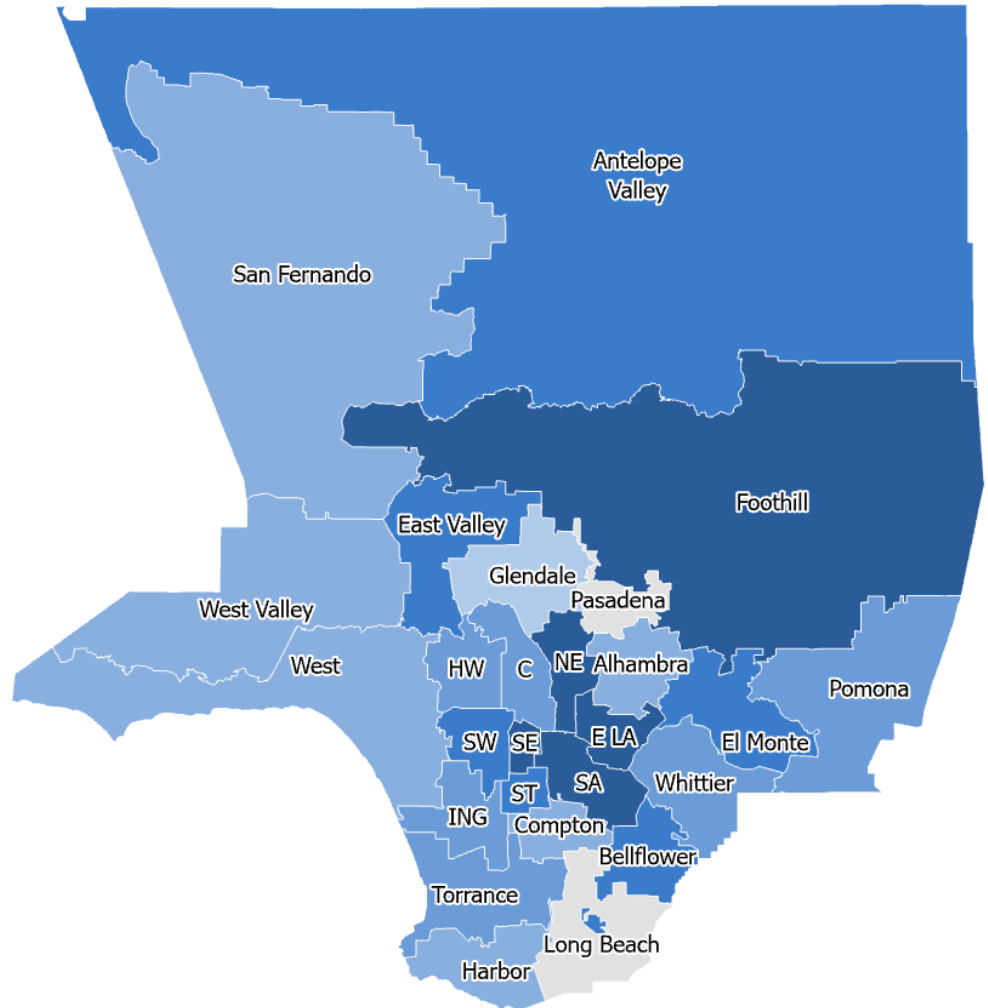 Antelope
Valley
San Fernando
Foothill
East Valley
Glendale
Pasadena
West Valley
West
HW
C
NE
Alhambra
Pomona
SW
SE
E LA
El Monte
ST
SA
Whittier
ING
Compton
Bellflower
Torrance
Long Beach
Harbor